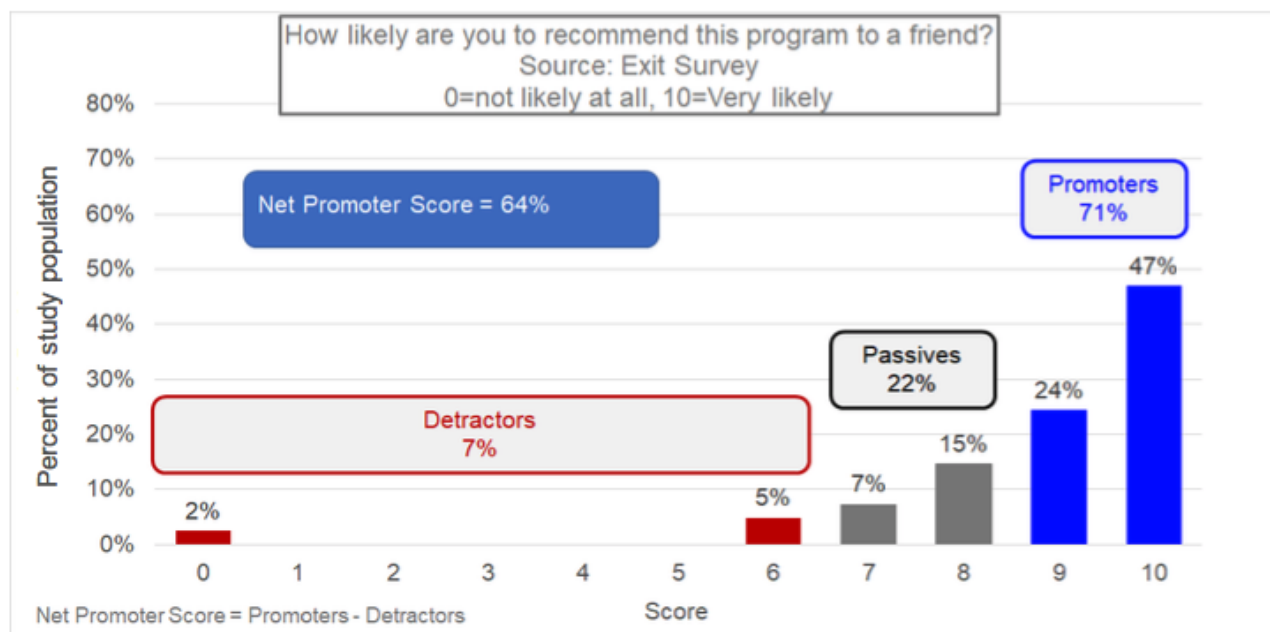 How likely are you to recommend this program to a friend?
Source: Exit Survey
0=not likely at all, 10=Very likely
80%
70%
60%
50%
40%
30%
20%
10%
0%
Percent of study population
Net Promoter Score = 64%
Promoters
71%
Passives
22%
Detractors
7%
2%
5%
7%
15%
24%
47%
0 1 2 3 4 5 6 7 8 9 10
Score
Net Promoter Score = Promoters - Detractors